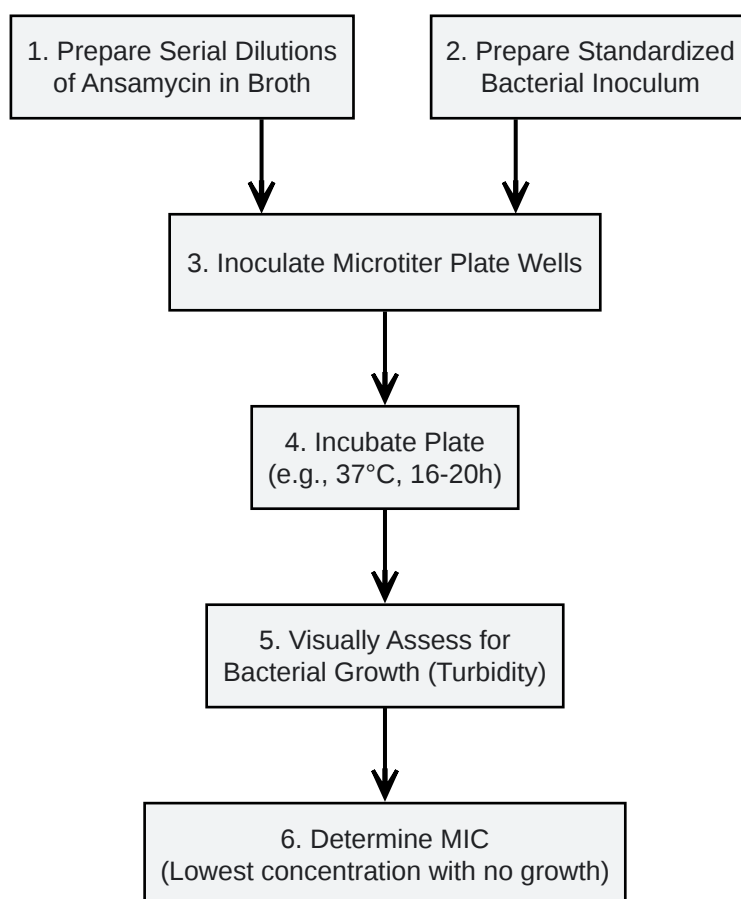 1. Prepare Serial Dilutions
of Ansamycin in Broth
2. Prepare Standardized
Bacterial Inoculum
3. Inoculate Microtiter Plate Wells
4. Incubate Plate
(e.g., 37°C, 16-20h)
5. Visually Assess for
Bacterial Growth (Turbidity)
6. Determine MIC
(Lowest concentration with no growth)